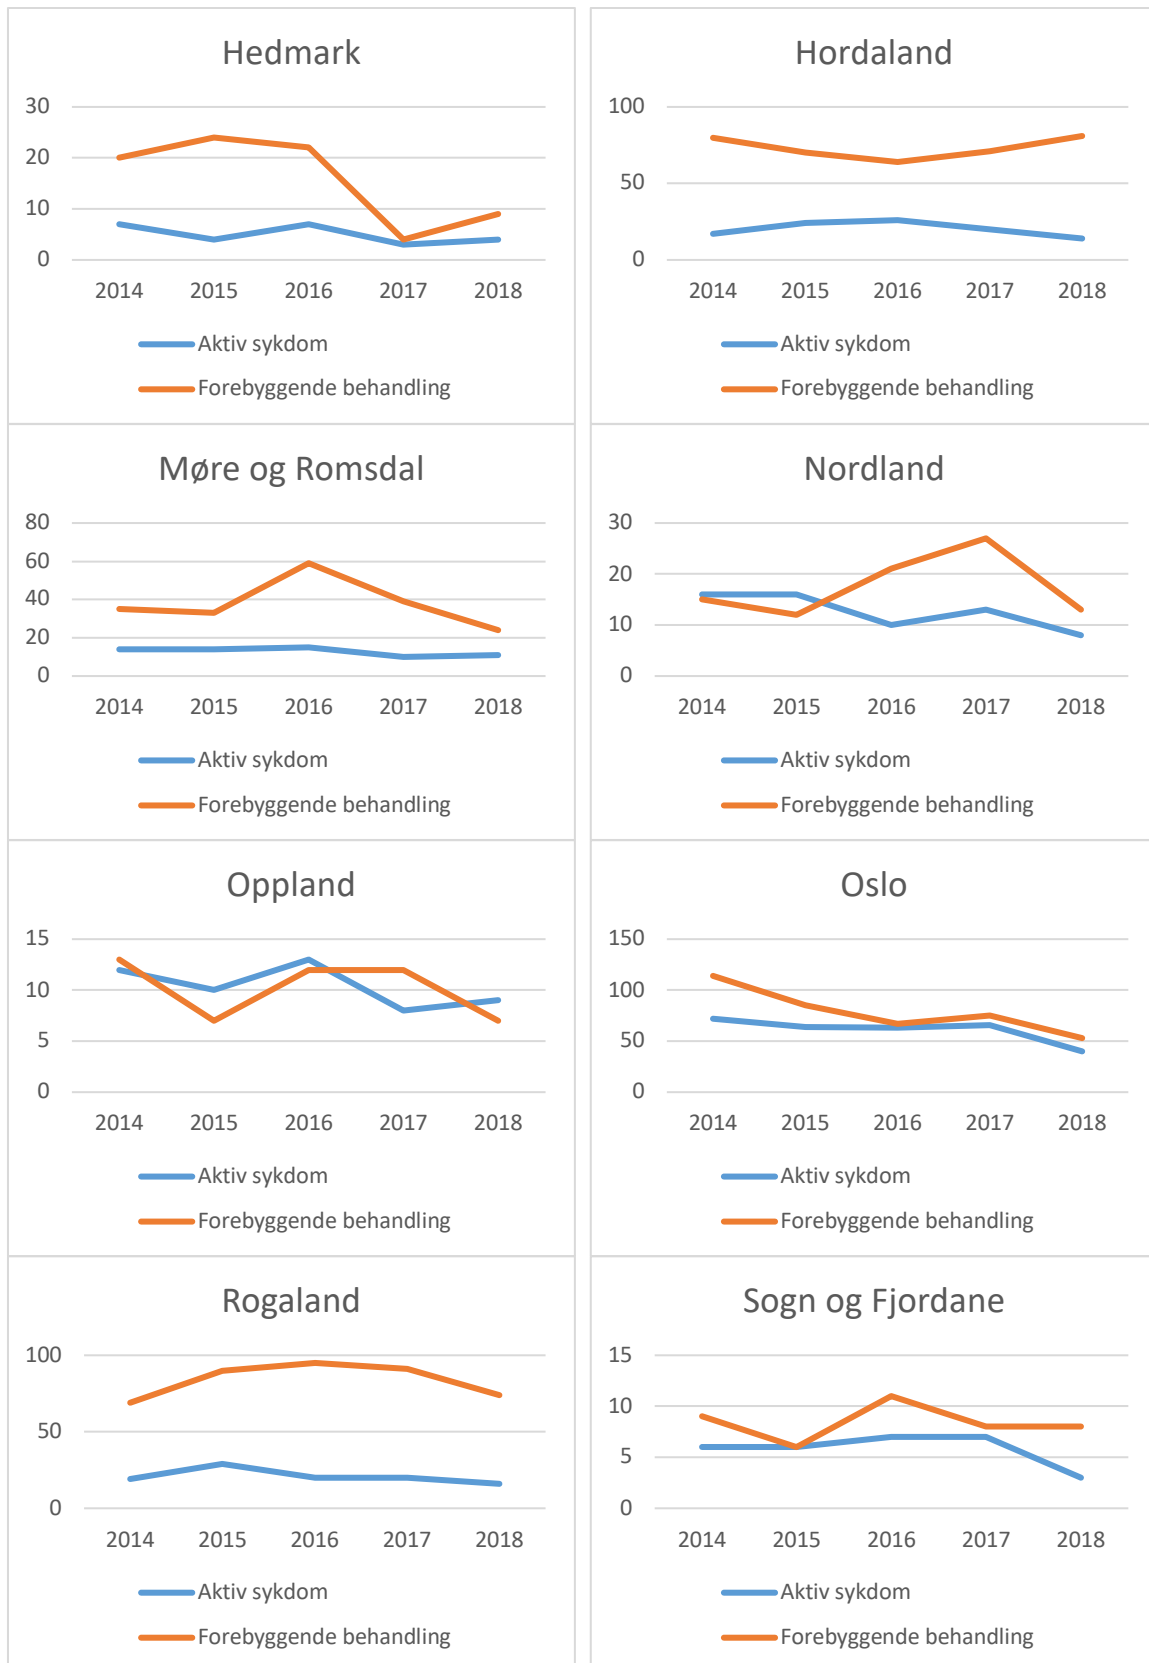 Hedmark
30
20
10
0
2014 2015 2016 2017 2018
Aktiv sykdom
Forebyggende behandling
Hordaland
100
50
0
2014 2015 2016 2017 2018
Aktiv sykdom
Forebyggende behandling
Møre og Romsdal
80
60
40
20
0
2014 2015 2016 2017 2018
Aktiv sykdom
Forebyggende behandling
Nordland
30
20
10
0
2014 2015 2016 2017 2018
Aktiv sykdom
Forebyggende behandling
Oppland
15
10
5
0
2014 2015 2016 2017 2018
Aktiv sykdom
Forebyggende behandling
Oslo
150
100
50
0
2014 2015 2016 2017 2018
Aktiv sykdom
Forebyggende behandling
Rogaland
100
50
0
2014 2015 2016 2017 2018
Aktiv sykdom
Forebyggende behandling
Sogn og Fjordane
15
10
5
0
2014 2015 2016 2017 2018
Aktiv sykdom
Forebyggende behandling